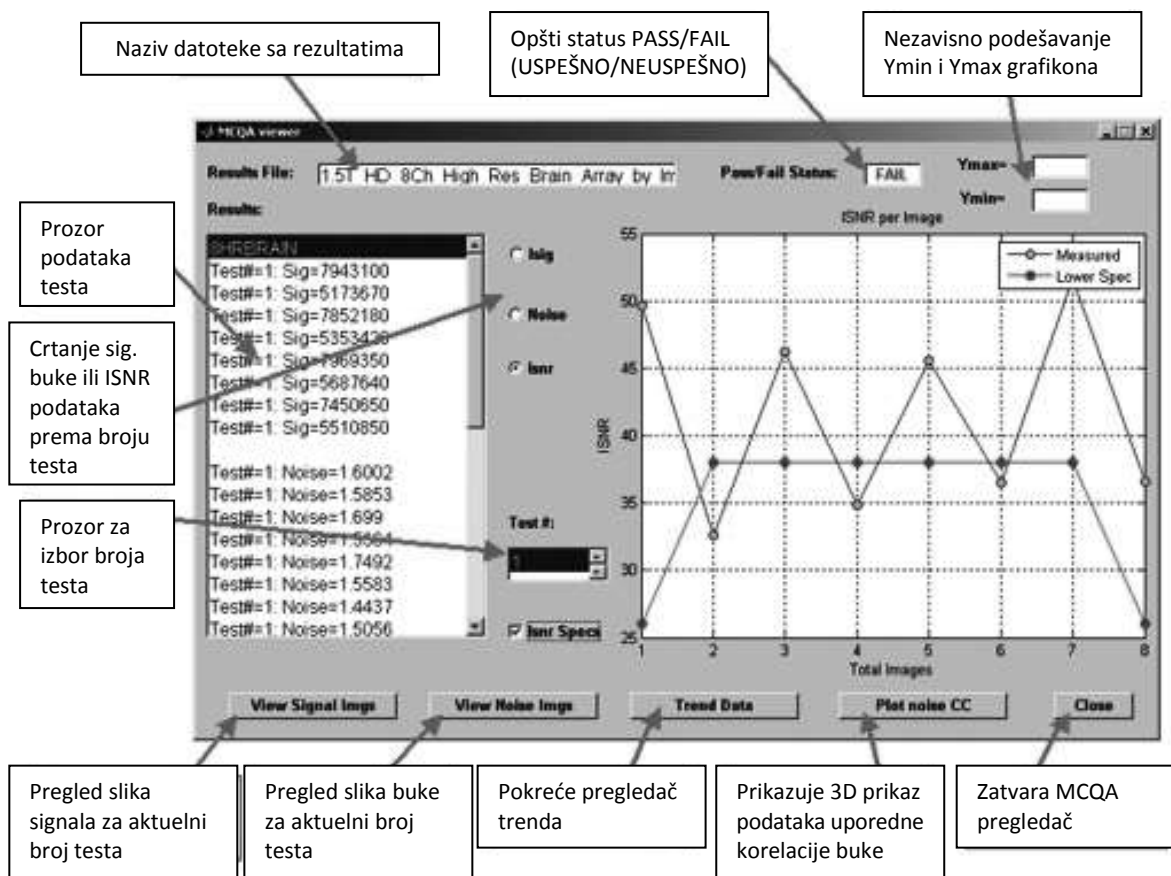 Naziv datoteke sa rezultatima
Opšti status PASS/FAIL
(USPEŠNO/NEUSPEŠNO)
Nezavisno podešavanje
Ymin i Ymax grafikona
MCQA viewer
Results File:
1.5T HD 8Ch High Res Brain Array by Im
Pass/Fail Status:
FAIL
Ymax=
Ymin=
Results:
Prozor
podataka
testa
Crtanje sig.
buke ili ISNR
podataka
prema broju
testa
Prozor za
izbor broja
testa
Test#=1: Sig=7943100
Test#=1: Sig=5173670
Test#=1: Sig=7852180
Test#=1:
Test#=1: Sig=7969350
Test#=1: Sig=5687640
Test#=1: Sig=7450650
Test#=1: Sig=5510850
Test#=1: Noise=1.6002
Test#=1: Noise=1.5853
Test#=1: Noise=1.699
Test#=1:
Test#=1: Noise=1.7492
Test#=1: Noise=1.5583
Test#=1: Noise=1.4437
Test#=1: Noise=1.5056
Isig
Noise
Isnr
Test #:
Isnr Specs
ISNR per Image
Measured
Lower Spec
ISNR
55
50
45
40
35
30
25
1 2 3 4 5 6 7 8
Total Images
View Signal Imgs
View Noise Imgs
Trend Data
Plot noise CC
Close
Pregled slika
signala za aktuelni
broj testa
Pregled slika buke
za aktuelni broj
testa
Pokreće pregledač
trenda
Prikazuje 3D prikaz
podataka uporedne
korelacije buke
Zatvara MCQA
pregledač